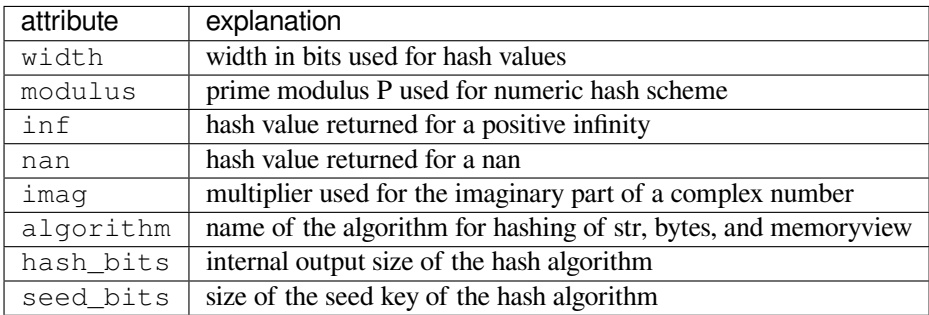 attribute explanation
width width in bits used for hash values
modulus prime modulus P used for numeric hash scheme
inf hash value returned for a positive infinity
nan hash value returned for a nan
imag multiplier used for the imaginary part of a complex number
algorithm name of the algorithm for hashing of str, bytes, and memoryview
hash_bits internal output size of the hash algorithm
seed_bits size of the seed key of the hash algorithm